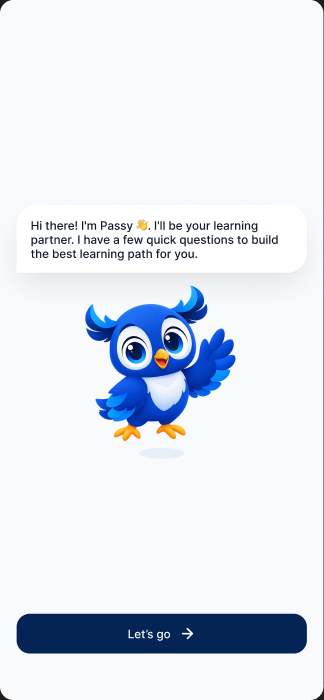 Hi there! I'm Passy 👋. I'll be your learning
partner. I have a few quick questions to build
the best learning path for you.
Let's go →